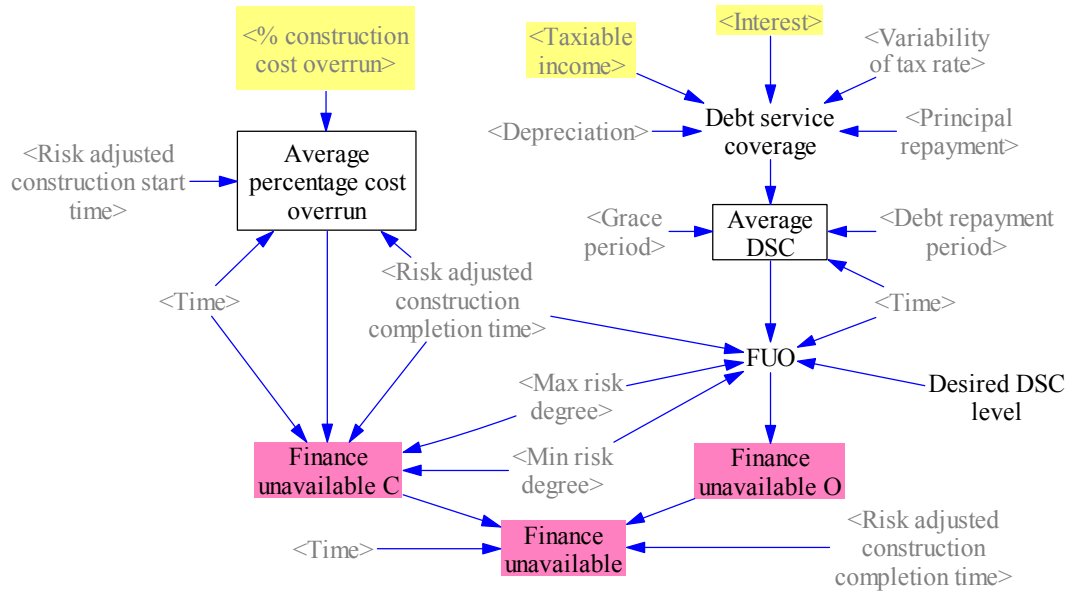 <% construction
cost overrun>
<Taxiable
income>
<Interest>
<Variability
of tax rate>
<Depreciation>
Debt service
coverage
<Principal
repayment>
<Risk adjusted
construction start
time>
Average
percentage cost
overrun
<Grace
period>
Average
DSC
<Debt repayment
period>
<Time>
<Risk adjusted
construction
completion time>
<Time>
FUO
<Max risk
degree>
Desired DSC
level
Finance
unavailable C
<Min risk
degree>
Finance
unavailable O
<Time>
Finance
unavailable
<Risk adjusted
construction
completion time>